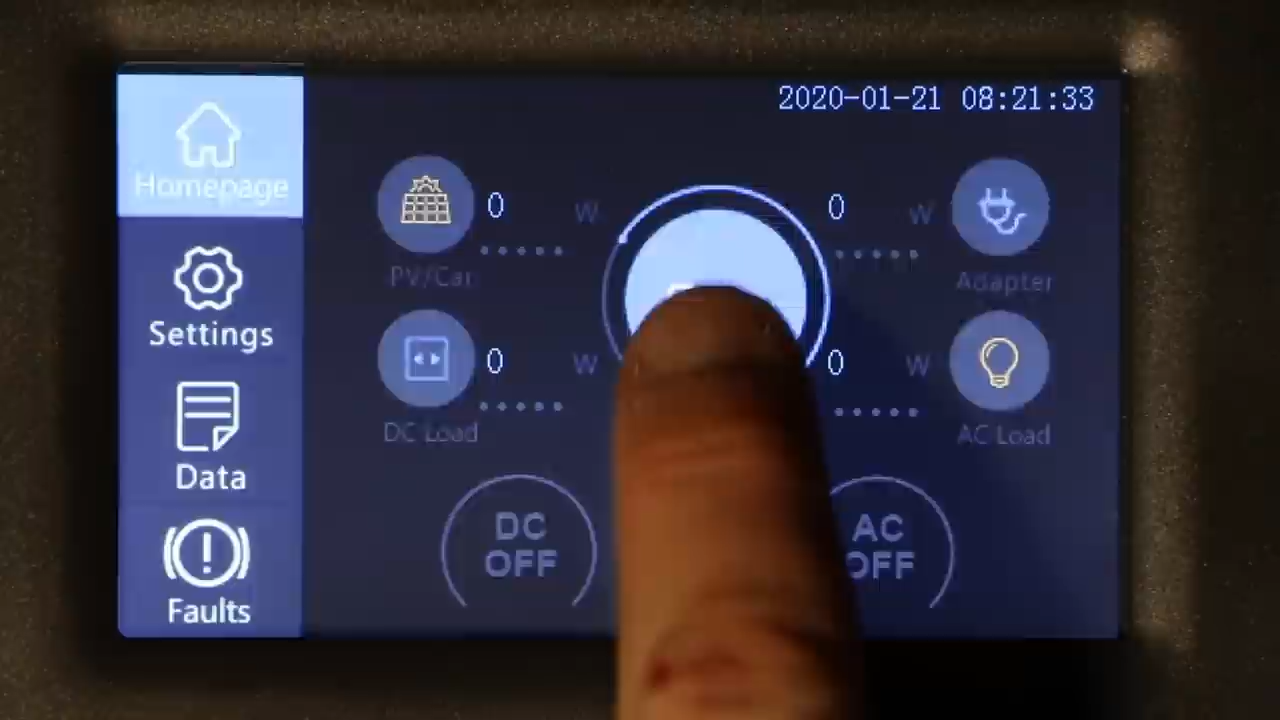 2020-01-21 08:21:33
Homepage
0 W
0 W
PV/Car
Adapter
Settings
0 W
0 W
DC Load
AC Load
Data
DC
OFF
AC
OFF
Faults